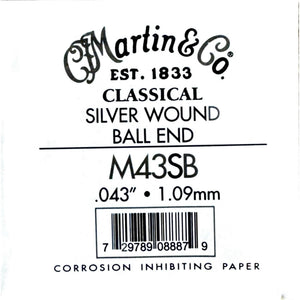 C.F. Martin & Co.®
EST. 1833
CLASSICAL
SILVER WOUND
BALL END
M43SB
.043" • 1.09mm
7 29789 08887 9
CORROSION INHIBITING PAPER